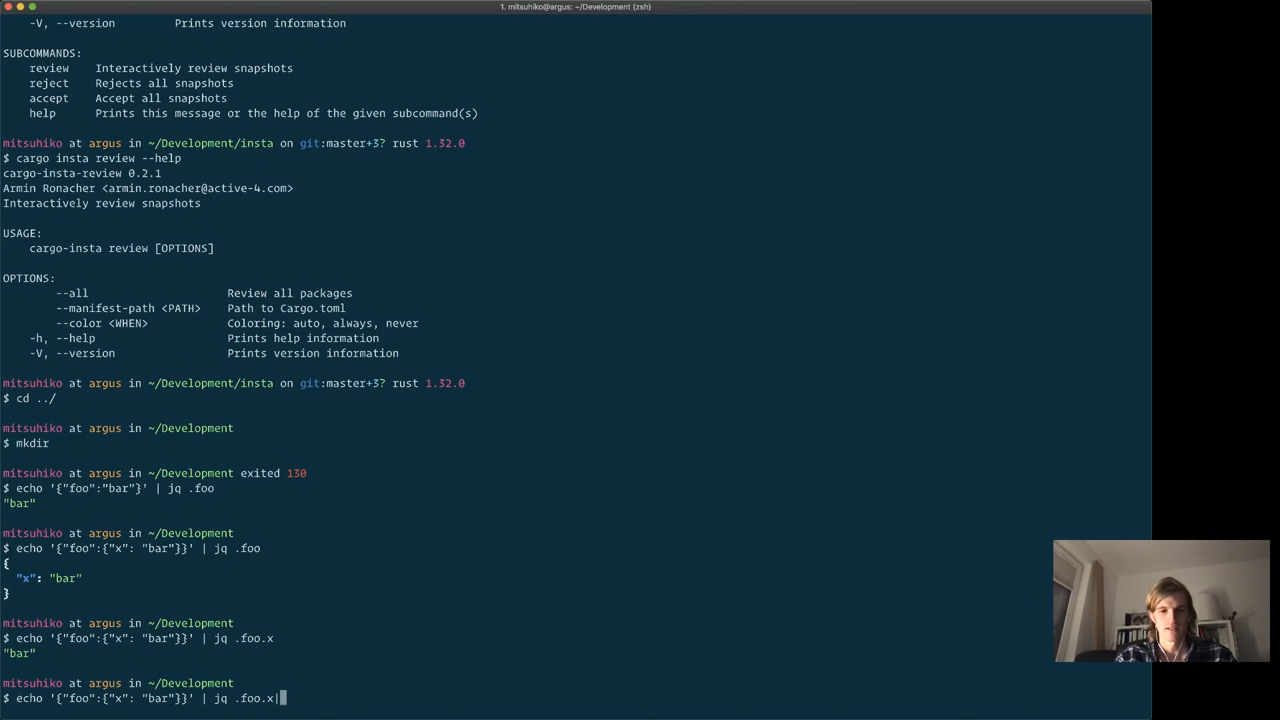 1. mitsuhiko@argus: ~/Development (zsh)
-V, --version Prints version information
SUBCOMMANDS:
review Interactively review snapshots
reject Rejects all snapshots
accept Accept all snapshots
help Prints this message or the help of the given subcommand(s)
mitsuhiko at argus in ~/Development/insta on git:master+3? rust 1.32.0
$ cargo insta review --help
cargo-insta-review 0.2.1
Armin Ronacher <armin.ronacher@active-4.com>
Interactively review snapshots
USAGE:
cargo-insta review [OPTIONS]
OPTIONS:
--all Review all packages
--manifest-path <PATH> Path to Cargo.toml
--color <WHEN> Coloring: auto, always, never
-h, --help Prints help information
-V, --version Prints version information
mitsuhiko at argus in ~/Development/insta on git:master+3? rust 1.32.0
$ cd ../
mitsuhiko at argus in ~/Development
$ mkdir
mitsuhiko at argus in ~/Development exited 130
$ echo '{"foo":"bar"}' | jq .foo
"bar"
mitsuhiko at argus in ~/Development
$ echo '{"foo":{"x": "bar"}}' | jq .foo
{
"x": "bar"
}
mitsuhiko at argus in ~/Development
$ echo '{"foo":{"x": "bar"}}' | jq .foo.x
"bar"
mitsuhiko at argus in ~/Development
$ echo '{"foo":{"x": "bar"}}' | jq .foo.x|